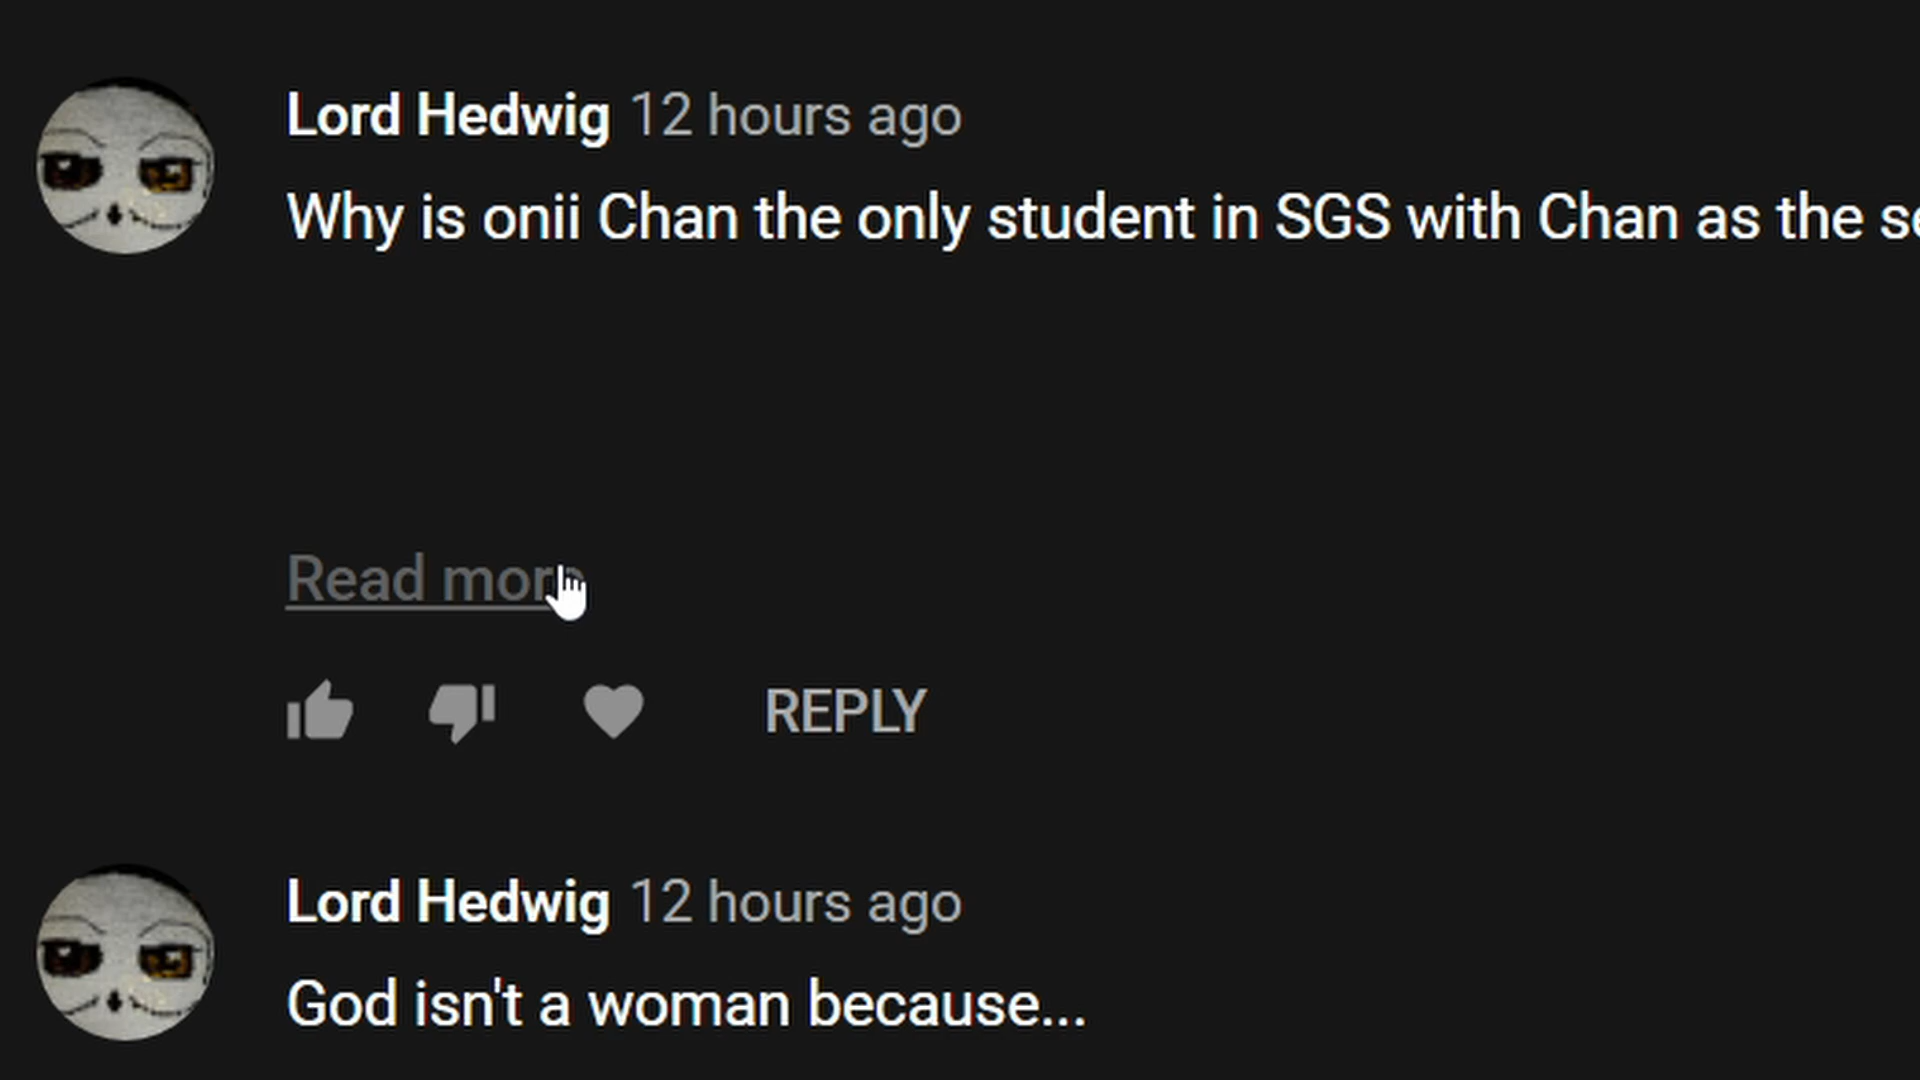 Lord Hedwig 12 hours ago
Why is onii Chan the only student in SGS with Chan as the
Read more
REPLY
Lord Hedwig 12 hours ago
God isn't a woman because...